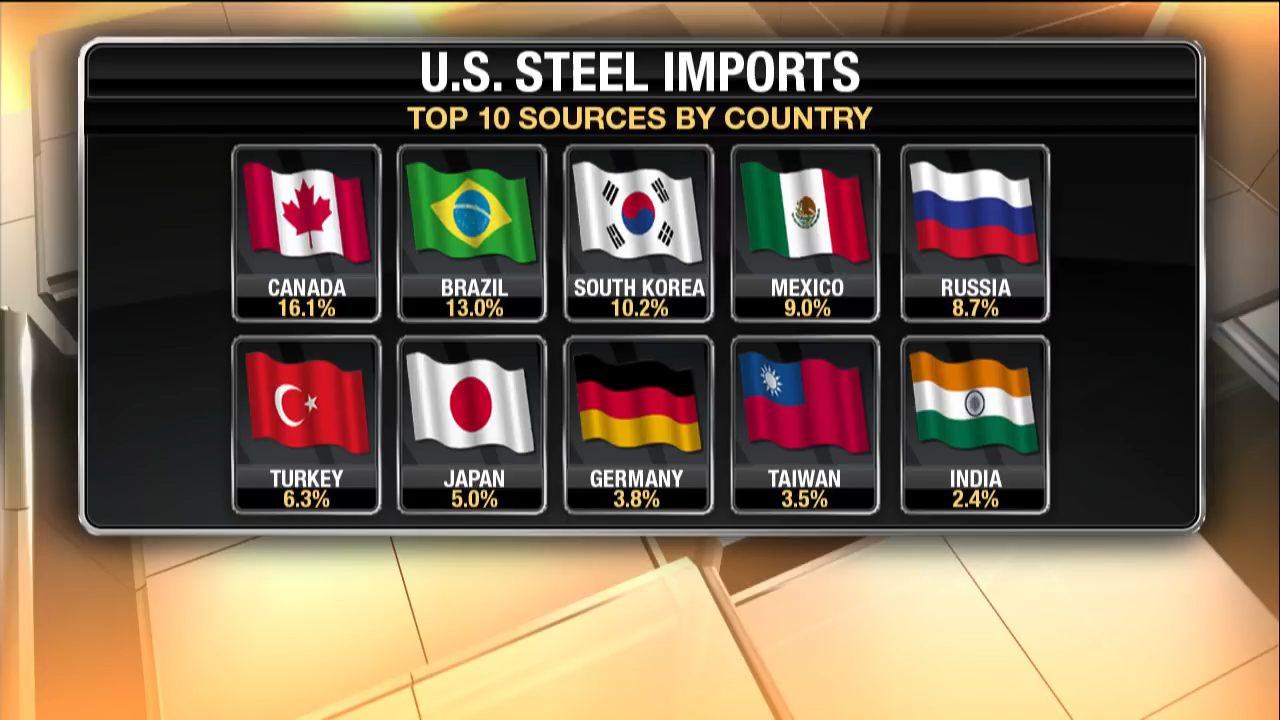 U.S. STEEL IMPORTS
TOP 10 SOURCES BY COUNTRY
CANADA
16.1%
BRAZIL
13.0%
SOUTH KOREA
10.2%
MEXICO
9.0%
RUSSIA
8.7%
TURKEY
6.3%
JAPAN
5.0%
GERMANY
3.8%
TAIWAN
3.5%
INDIA
2.4%